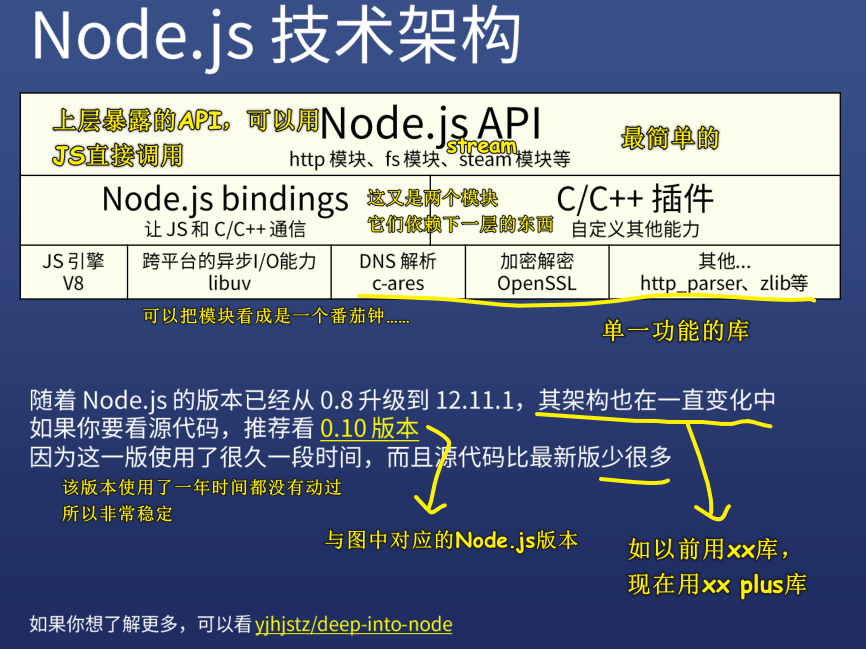 Node.js 技术架构
上层暴露的API，可以用
JS直接调用
Node.js API
stream
http 模块、fs 模块、steam 模块等
最简单的
Node.js bindings
让 JS 和 C/C++ 通信
这又是两个模块
它们依赖下一层的东西
C/C++ 插件
自定义其他能力
JS 引擎
V8
跨平台的异步I/O能力
libuv
DNS 解析
c-ares
加密解密
OpenSSL
其他...
http_parser、zlib等
可以把模块看成是一个番茄钟......
单一功能的库
随着 Node.js 的版本已经从 0.8 升级到 12.11.1，其架构也在一直变化中
如果你要看源代码，推荐看 0.10 版本
因为这一版使用了很久一段时间，而且源代码比最新版少很多
该版本使用了一年时间都没有动过
所以非常稳定
与图中对应的Node.js版本
如以前用xx库，
现在用xx plus库
如果你想了解更多，可以看 yjhjstz/deep-into-node